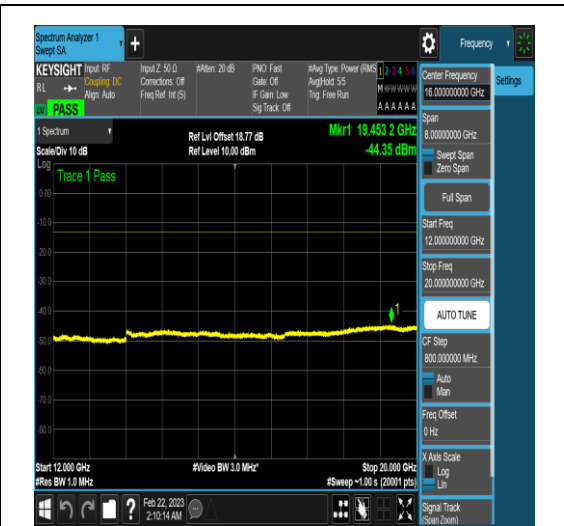 Spectrum Analyzer 1
Swept SA
+
Frequency
KEYSIGHT
Input: RF
Coupling: DC
Align: Auto
Input Z: 50 Ω
Corrections: Off
Freq Ref: Int (S)
#Atten: 20 dB
PNO: Fast
Gate: Off
IF Gain: Low
Sig Track: Off
#Avg Type: Power (RMS
Avg|Hold: 5/5
Trig: Free Run
1 2 3 4 5 6
M W W W W W
A A A A A A
RL
PASS
1 Spectrum
Scale/Div 10 dB
Ref Lvl Offset 18.77 dB
Ref Level 10.00 dBm
Mkr1 19.453 2 GHz
-44.35 dBm
Log
Trace 1 Pass
0.00
-10.0
-20.0
-30.0
-40.0
-50.0
-60.0
-70.0
-80.0
1
Start 12.000 GHz
#Res BW 1.0 MHz
#Video BW 3.0 MHz*
Stop 20.000 GHz
#Sweep ~1.00 s (20001 pts)
?
Feb 22, 2023
2:10:14 AM
Center Frequency
16.000000000 GHz
Settings
Span
8.00000000 GHz
Swept Span
Zero Span
Full Span
Start Freq
12.000000000 GHz
Stop Freq
20.000000000 GHz
AUTO TUNE
CF Step
800.000000 MHz
Auto
Man
Freq Offset
0 Hz
X Axis Scale
Log
Lin
Signal Track
(Span Zoom)